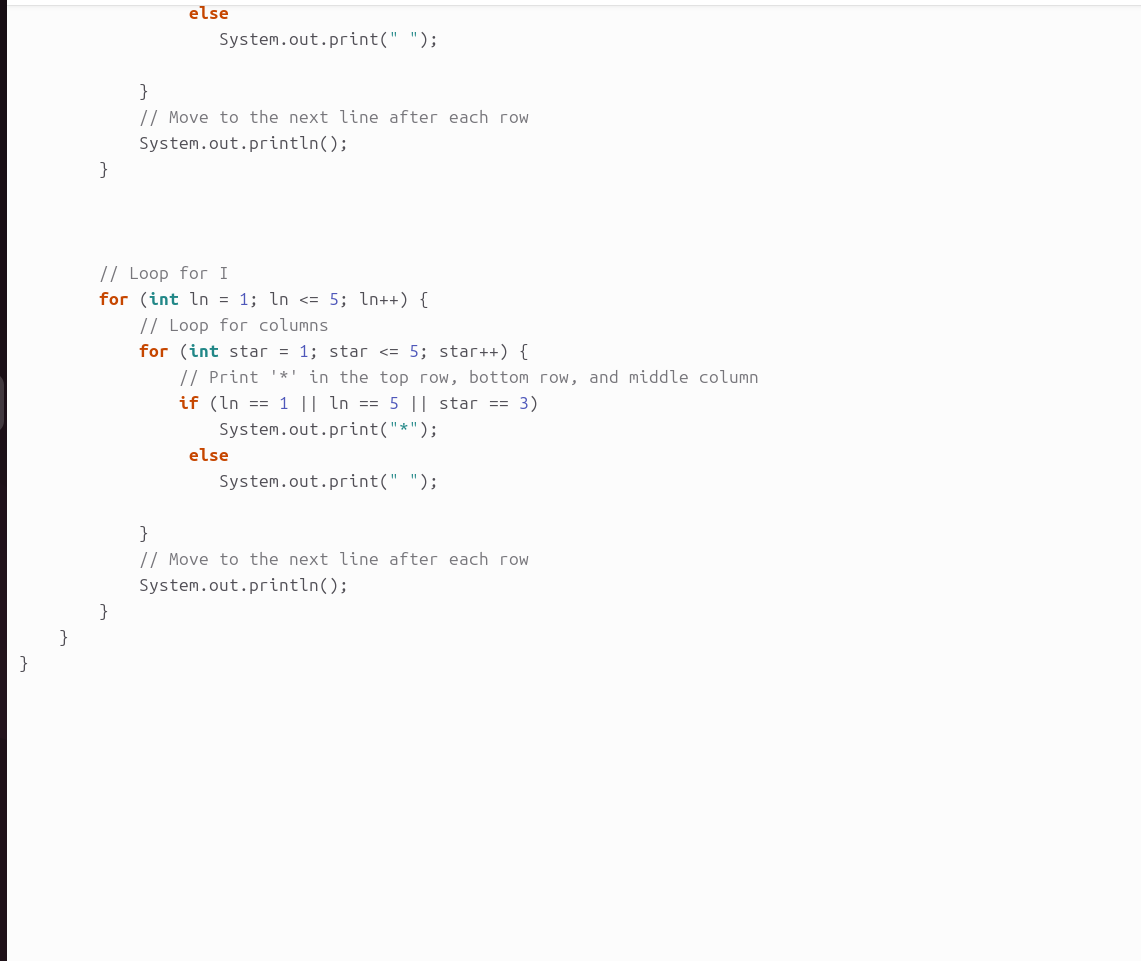 else
System.out.print(" ");
}
// Move to the next line after each row
System.out.println();
}
// Loop for I
for (int ln = 1; ln <= 5; ln++) {
// Loop for columns
for (int star = 1; star <= 5; star++) {
// Print '*' in the top row, bottom row, and middle column
if (ln == 1 || ln == 5 || star == 3)
System.out.print("*");
else
System.out.print(" ");
}
// Move to the next line after each row
System.out.println();
}
}
}